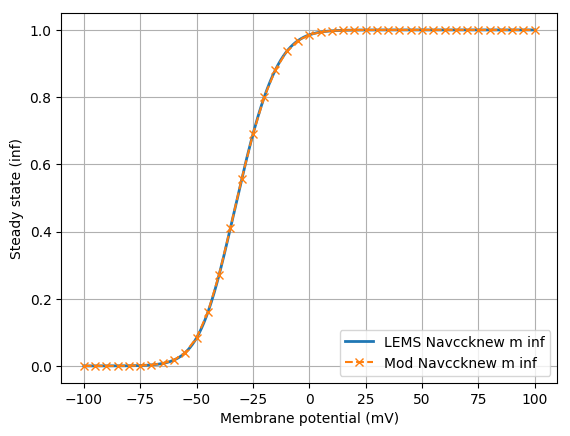 1.0
0.8
0.6
0.4
0.2
0.0
Steady state (inf)
−100 −75 −50 −25 0 25 50 75 100
Membrane potential (mV)
LEMS Navccknew m inf
Mod Navccknew m inf